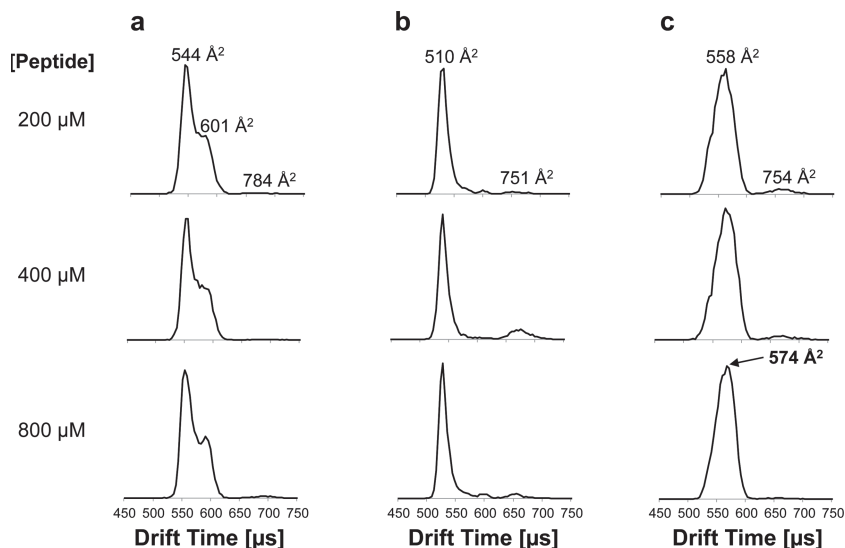 a b c
[Peptide]
544 Å² 510 Å² 558 Å²
200 µM
601 Å²
784 Å² 751 Å² 754 Å²
400 µM
574 Å²
800 µM
450 500 550 600 650 700 750 450 500 550 600 650 700 750 450 500 550 600 650 700 750
Drift Time [µs] Drift Time [µs] Drift Time [µs]